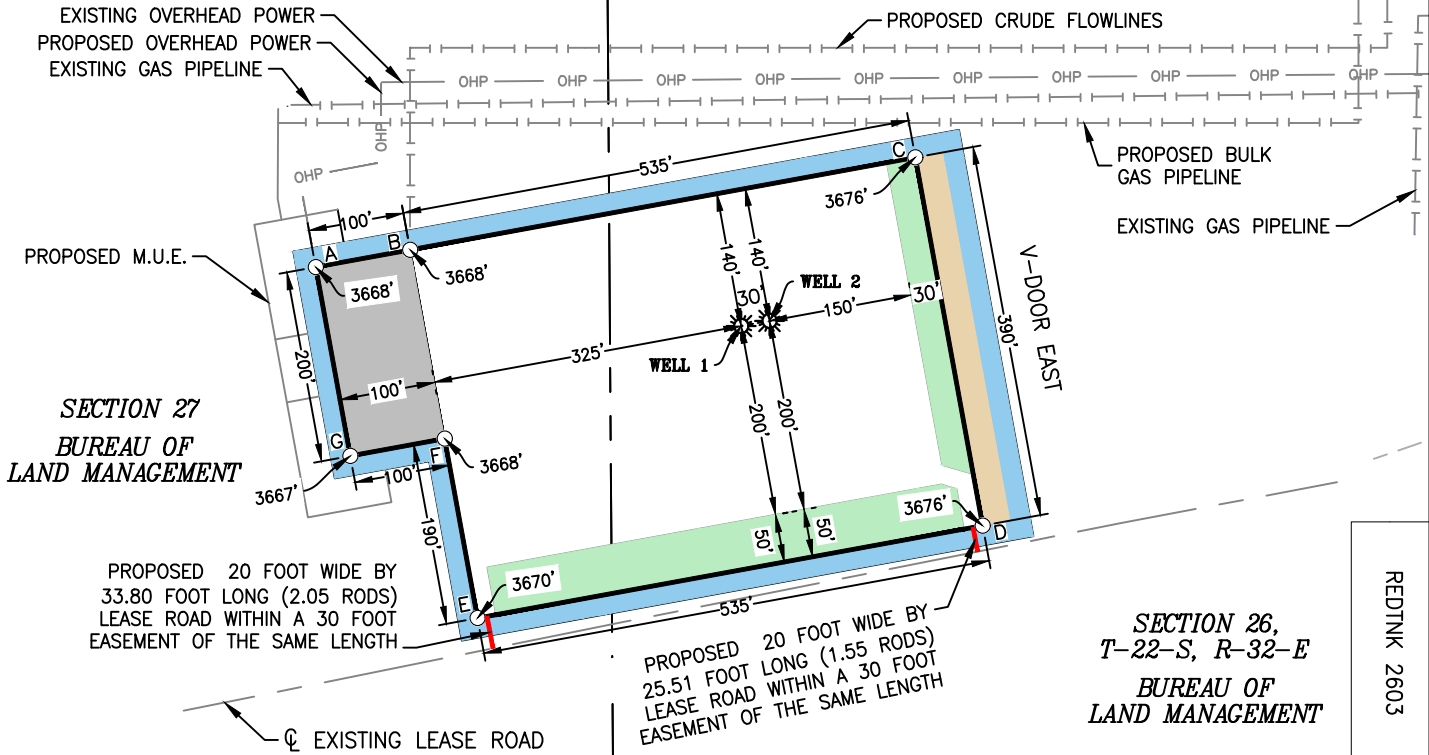 EXISTING OVERHEAD POWER
PROPOSED OVERHEAD POWER
EXISTING GAS PIPELINE
PROPOSED CRUDE FLOWLINES
OHP OHP OHP OHP OHP OHP OHP OHP OHP OHP
OHP
OHP
PROPOSED BULK
GAS PIPELINE
EXISTING GAS PIPELINE
PROPOSED M.U.E.
535'
100'
A
B
C
3668'
3668'
3676'
140'
140'
30'
WELL 2
150'
30'
V-DOOR EAST
390'
WELL 1
325'
200'
100'
200'
200'
SECTION 27
BUREAU OF
LAND MANAGEMENT
G
F
100'
3668'
3667'
190'
3676'
D
50'
50'
3670'
E
535'
PROPOSED 20 FOOT WIDE BY
33.80 FOOT LONG (2.05 RODS)
LEASE ROAD WITHIN A 30 FOOT
EASEMENT OF THE SAME LENGTH
PROPOSED 20 FOOT WIDE BY
25.51 FOOT LONG (1.55 RODS)
LEASE ROAD WITHIN A 30 FOOT
EASEMENT OF THE SAME LENGTH
SECTION 26,
T-22-S, R-32-E
BUREAU OF
LAND MANAGEMENT
REDTNK 2603
℄ EXISTING LEASE ROAD